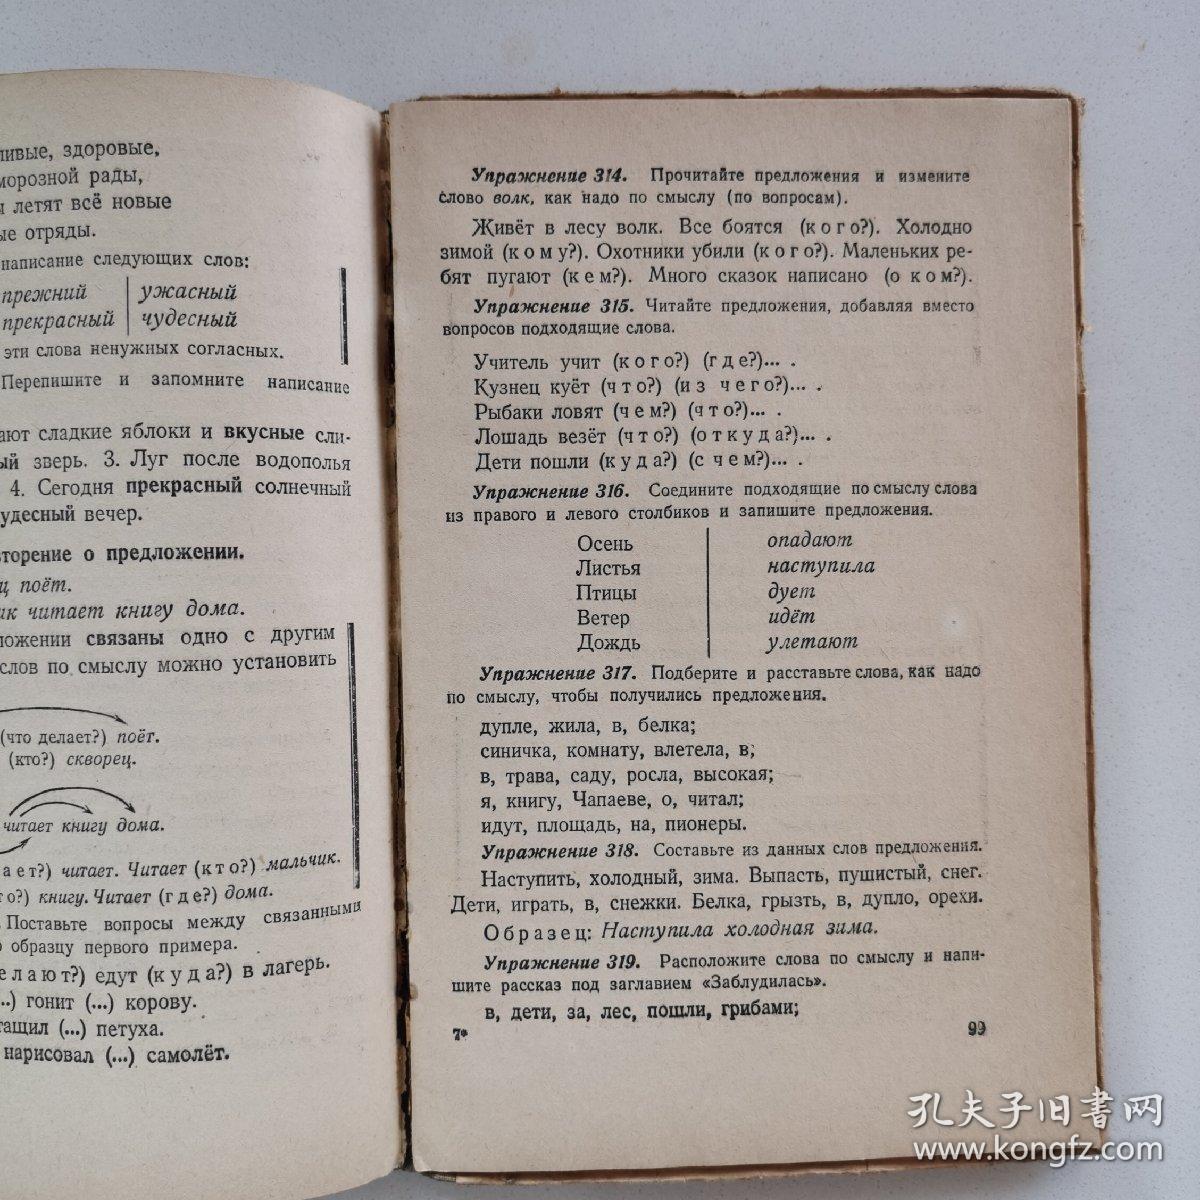 здоровые,
морозной рады,
летят всё новые
отряды.
написание следующих слов:
прежний | ужасный
прекрасный | чудесный
эти слова ненужных согласных.
Перепишите и запомните написание
сладкие яблоки и вкусные сли-
зверь. 3. Луг после водополья
4. Сегодня прекрасный солнечный
вечер.
о предложении.
поёт.
читает книгу дома.
связаны одно с другим
слов по смыслу можно установить
(что делает?) поёт.
(кто?) скворец.
читает книгу дома.
читает. Читает (кто?) мальчик.
книгу. Читает (где?) дома.
Поставьте вопросы между связанными
образцу первого примера.
едут (куда?) в лагерь.
гонит (...) корову.
(...) петуха.
нарисовал (...) самолёт.
Упражнение 314. Прочитайте предложения и измените
слово волк, как надо по смыслу (по вопросам).
Живёт в лесу волк. Все боятся (кого?). Холодно
зимой (кому?). Охотники убили (кого?). Маленьких ре-
бят пугают (кем?). Много сказок написано (о ком?).
Упражнение 315. Читайте предложения, добавляя вместо
вопросов подходящие слова.
Учитель учит (кого?) (где?)... .
Кузнец куёт (что?) (из чего?)... .
Рыбаки ловят (чем?) (что?)... .
Лошадь везёт (что?) (откуда?)... .
Дети пошли (куда?) (с чем?)... .
Упражнение 316. Соедините подходящие по смыслу слова
из правого и левого столбиков и запишите предложения.
Осень | опадают
Листья | наступила
Птицы | дует
Ветер | идёт
Дождь | улетают
Упражнение 317. Подберите и расставьте слова, как надо
по смыслу, чтобы получились предложения.
дупле, жила, в, белка;
синичка, комнату, влетела, в;
в, трава, саду, росла, высокая;
я, книгу, Чапаеве, о, читал;
идут, площадь, на, пионеры.
Упражнение 318. Составьте из данных слов предложения.
Наступить, холодный, зима. Выпасть, пушистый, снег.
Дети, играть, в, снежки. Белка, грызть, в, дупло, орехи.
Образец: Наступила холодная зима.
Упражнение 319. Расположите слова по смыслу и напи-
шите рассказ под заглавием «Заблудилась».
в, дети, за, лес, пошли, грибами;
7* 99
孔夫子旧书网
www.kongfz.com